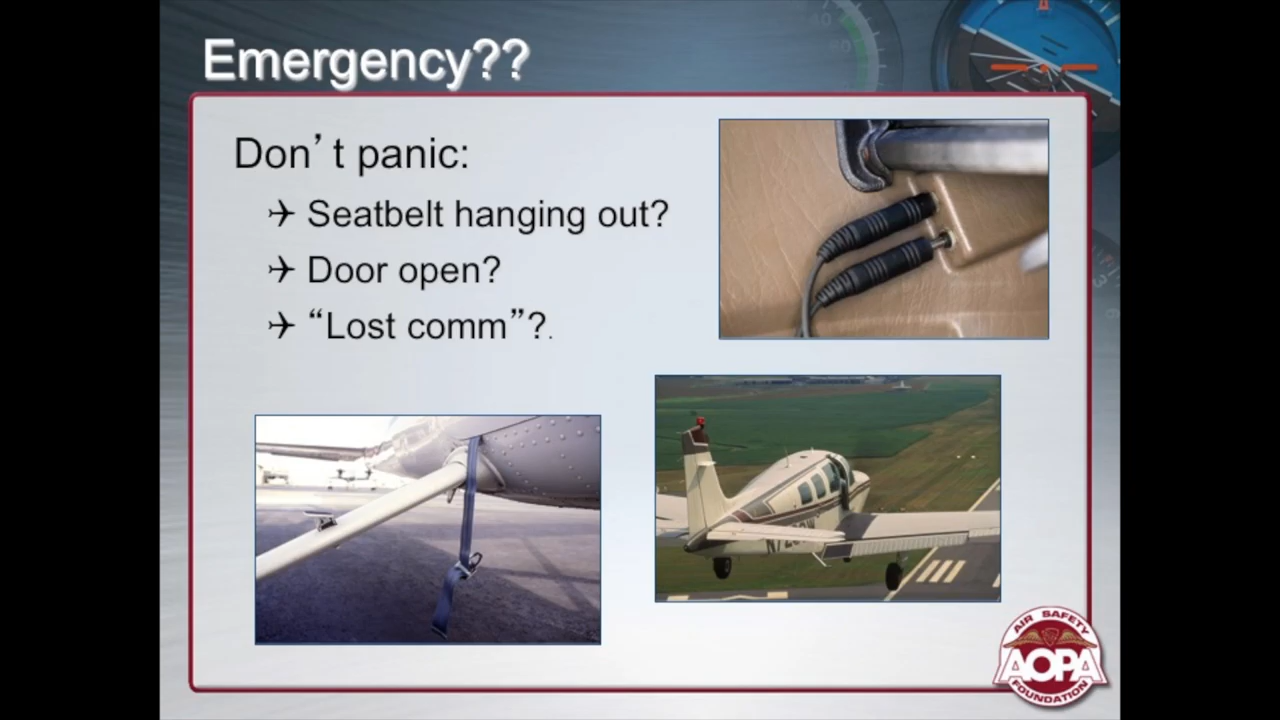 Emergency??
Don’t panic:
✈ Seatbelt hanging out?
✈ Door open?
✈ “Lost comm”?.
AIR SAFETY
AOPA
FOUNDATION